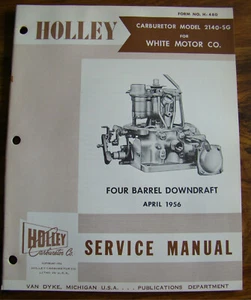 FORM NO. H-480
HOLLEY
CARBURETOR MODEL 2140-SG
FOR
WHITE MOTOR CO.
FOUR BARREL DOWNDRAFT
APRIL 1956
HOLLEY
Carburetor Co.
SERVICE MANUAL
VAN DYKE, MICHIGAN U.S.A. . . . PUBLICATIONS DEPARTMENT